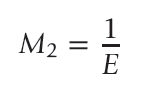 M₂ = 1/E